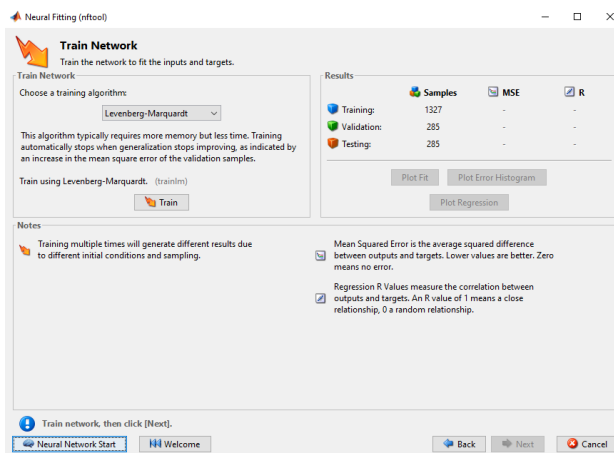 Neural Fitting (nftool)
Train Network
Train the network to fit the inputs and targets.
Train Network
Choose a training algorithm:
Levenberg-Marquardt
This algorithm typically requires more memory but less time. Training
automatically stops when generalization stops improving, as indicated by
an increase in the mean square error of the validation samples.
Train using Levenberg-Marquardt. (trainlm)
Train
Results
Samples MSE R
Training: 1327 - -
Validation: 285 - -
Testing: 285 - -
Plot Fit Plot Error Histogram
Plot Regression
Notes
Training multiple times will generate different results due
to different initial conditions and sampling.
Mean Squared Error is the average squared difference
between outputs and targets. Lower values are better. Zero
means no error.
Regression R Values measure the correlation between
outputs and targets. An R value of 1 means a close
relationship, 0 a random relationship.
Train network, then click [Next].
Neural Network Start Welcome Back Next Cancel